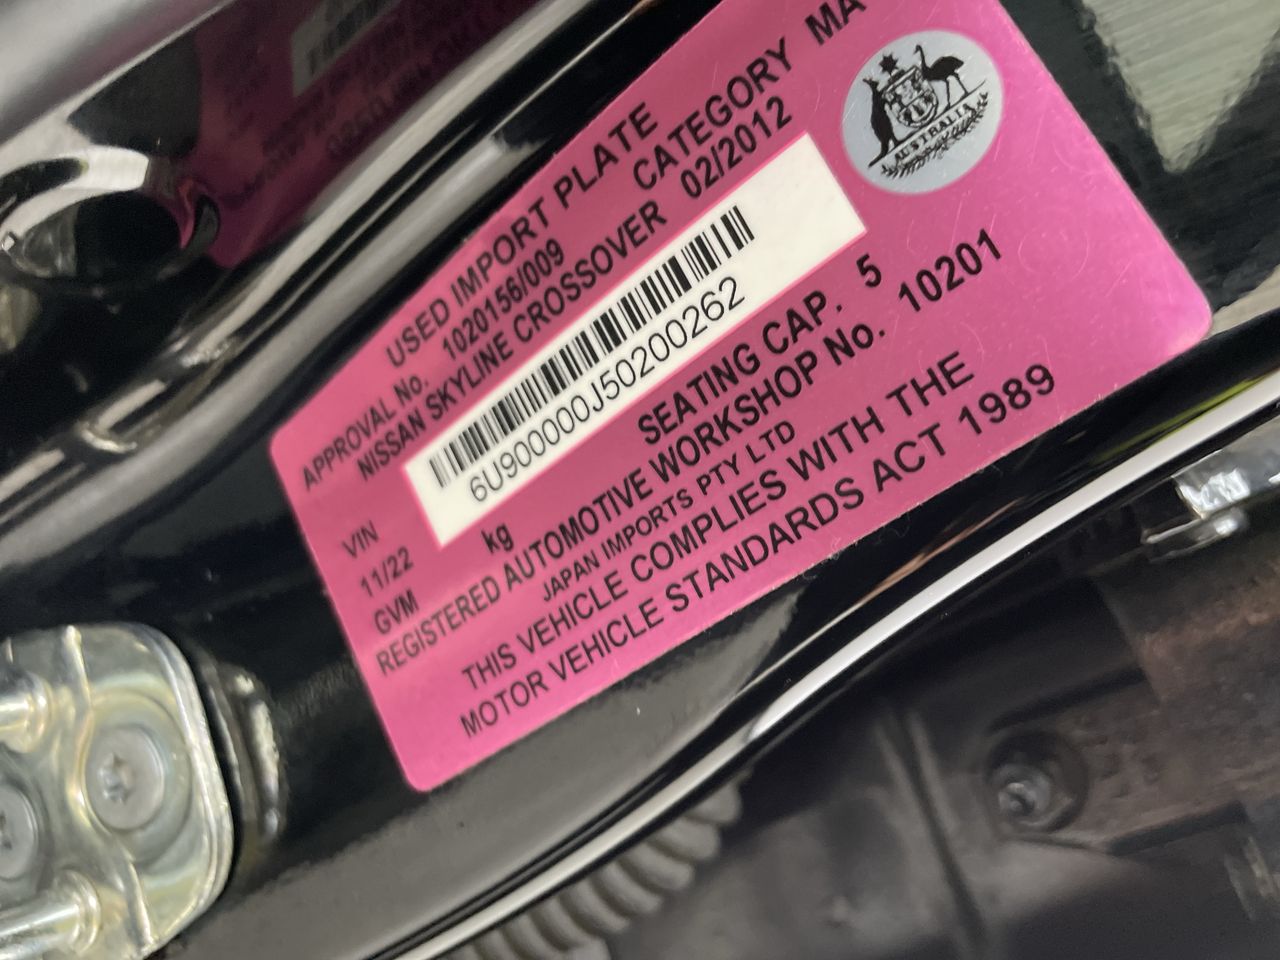 USED IMPORT PLATE
APPROVAL No. 1020156/009 CATEGORY MA
NISSAN SKYLINE CROSSOVER 02/2012
VIN 6U900000J50200262
11/22
GVM kg SEATING CAP. 5
REGISTERED AUTOMOTIVE WORKSHOP No. 10201
JAPAN IMPORTS PTY LTD
THIS VEHICLE COMPLIES WITH THE
MOTOR VEHICLE STANDARDS ACT 1989
AUSTRALIA